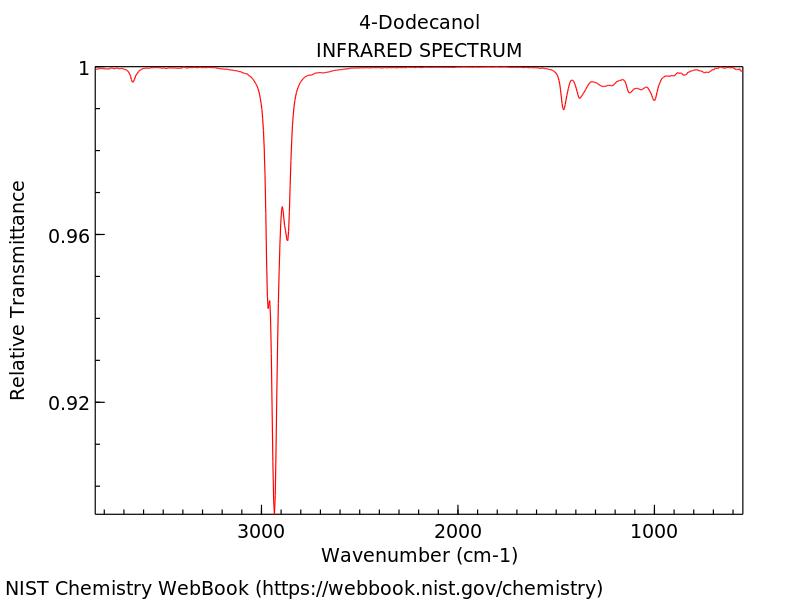 4-Dodecanol
INFRARED SPECTRUM
1
0.96
0.92
Relative Transmittance
3000 2000 1000
Wavenumber (cm-1)
NIST Chemistry WebBook (https://webbook.nist.gov/chemistry)